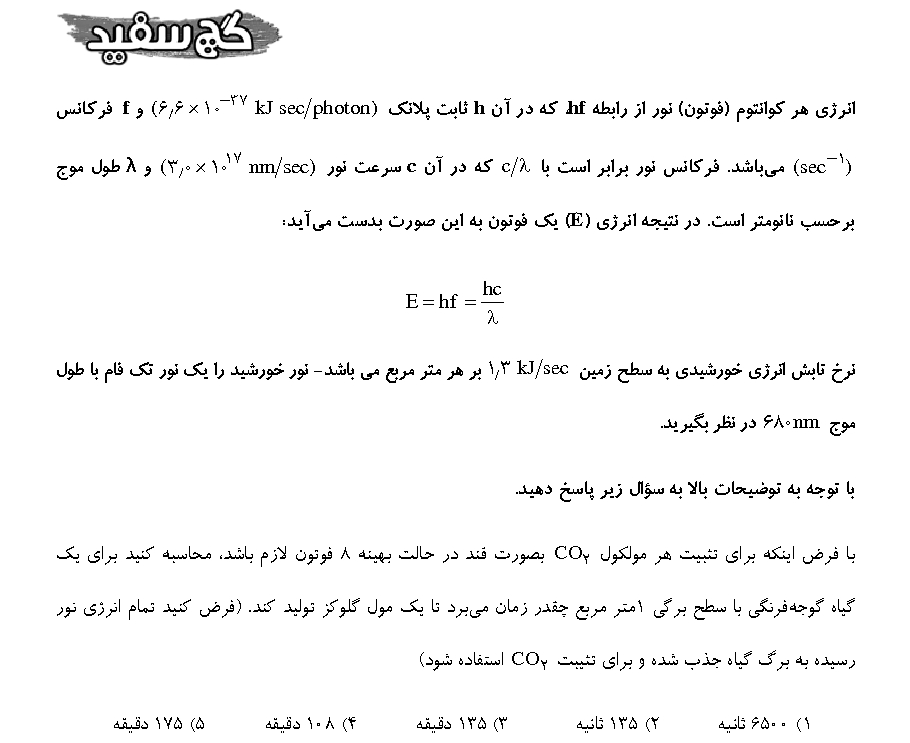 گچ سفید
انرژی هر کوانتوم (فوتون) نور از رابطه hf، که در آن h ثابت پلانک (۶٫۶×۱۰^{−۳۷} kJ sec/photon) و f فرکانس
(sec^{−۱}) می‌باشد. فرکانس نور برابر است با c/λ که در آن c سرعت نور (۳٫۰×۱۰^{۱۷} nm/sec) و λ طول موج
برحسب نانومتر است. در نتیجه انرژی (E) یک فوتون به این صورت بدست می‌آید:
E = hf = hc/λ
نرخ تابش انرژی خورشیدی به سطح زمین ۱٫۳ kJ/sec بر هر متر مربع می باشد- نور خورشید را یک نور تک فام با طول
موج ۶۸۰nm در نظر بگیرید.
با توجه به توضیحات بالا به سؤال زیر پاسخ دهید.
با فرض اینکه برای تثبیت هر مولکول CO₂ بصورت قند در حالت بهینه ۸ فوتون لازم باشد، محاسبه کنید برای یک
گیاه گوجه‌فرنگی با سطح برگی ۱متر مربع چقدر زمان می‌برد تا یک مول گلوکز تولید کند. (فرض کنید تمام انرژی نور
رسیده به برگ گیاه جذب شده و برای تثیبت CO₂ استفاده شود)
۱) ۶۵۰۰ ثانیه ۲) ۱۳۵ ثانیه ۳) ۱۳۵ دقیقه ۴) ۱۰۸ دقیقه ۵) ۱۷۵ دقیقه